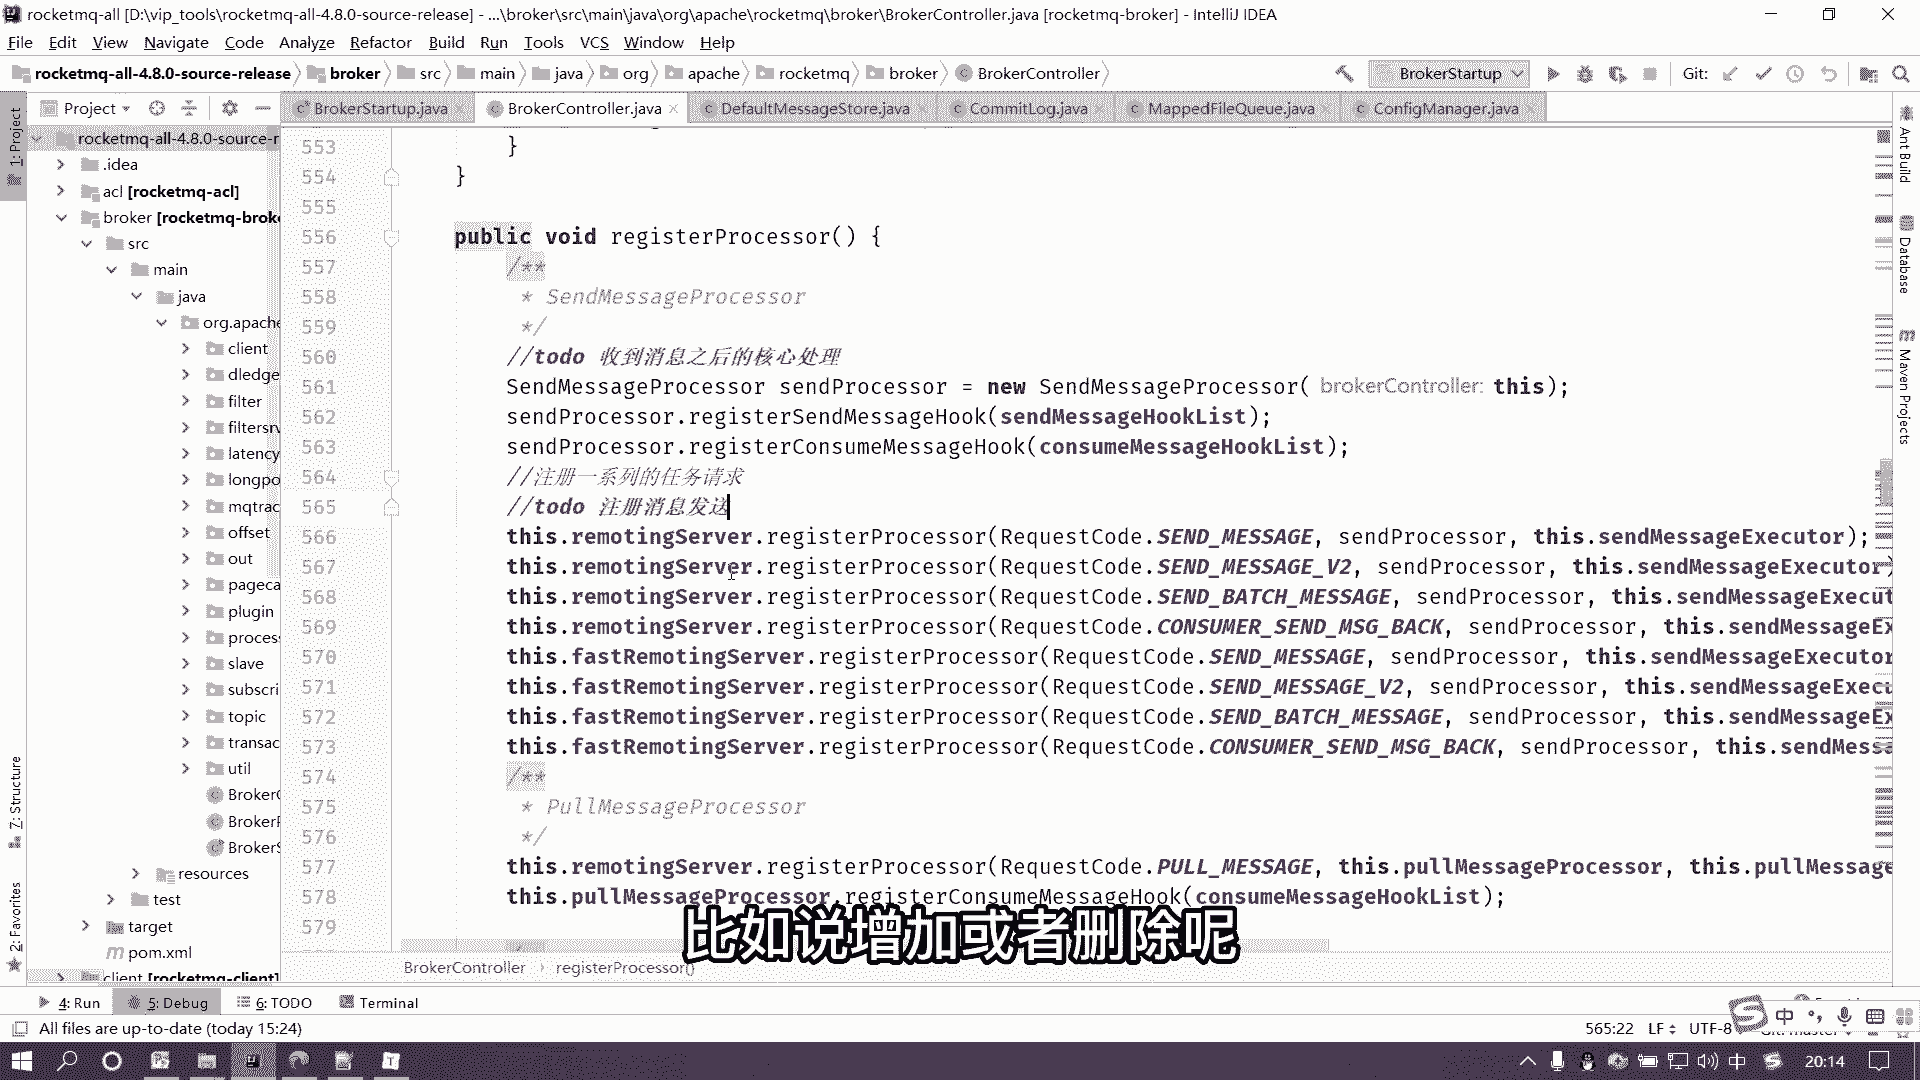 rocketmq-all [D:\vip_tools\rocketmq-all-4.8.0-source-release] - ...\broker\src\main\java\org\apache\rocketmq\broker\BrokerController.java [rocketmq-broker] - IntelliJ IDEA
File Edit View Navigate Code Analyze Refactor Build Run Tools VCS Window Help
rocketmq-all-4.8.0-source-release broker src main java org apache rocketmq broker BrokerController BrokerStartup Git:
1: Project
Project
BrokerStartup.java BrokerController.java DefaultMessageStore.java CommitLog.java MappedFileQueue.java ConfigManager.java
rocketmq-all-4.8.0-source-r
.idea
acl [rocketmq-acl]
broker [rocketmq-broke
src
main
java
org.apache
client
dledge
filter
filtersrv
latency
longpo
mqtrac
offset
out
pageca
plugin
process
slave
subscri
topic
transac
util
BrokerC
BrokerF
BrokerS
resources
test
target
pom.xml
client [rocketmq-client]
553 }
554 }
555
556 public void registerProcessor() {
557 /**
558 * SendMessageProcessor
559 */
560 //todo 收到消息之后的核心处理
561 SendMessageProcessor sendProcessor = new SendMessageProcessor( brokerController: this);
562 sendProcessor.registerSendMessageHook(sendMessageHookList);
563 sendProcessor.registerConsumeMessageHook(consumeMessageHookList);
564 //注册一系列的任务请求
565 //todo 注册消息发送
566 this.remotingServer.registerProcessor(RequestCode.SEND_MESSAGE, sendProcessor, this.sendMessageExecutor);
567 this.remotingServer.registerProcessor(RequestCode.SEND_MESSAGE_V2, sendProcessor, this.sendMessageExecutor)
568 this.remotingServer.registerProcessor(RequestCode.SEND_BATCH_MESSAGE, sendProcessor, this.sendMessageExecut
569 this.remotingServer.registerProcessor(RequestCode.CONSUMER_SEND_MSG_BACK, sendProcessor, this.sendMessageEx
570 this.fastRemotingServer.registerProcessor(RequestCode.SEND_MESSAGE, sendProcessor, this.sendMessageExecutor
571 this.fastRemotingServer.registerProcessor(RequestCode.SEND_MESSAGE_V2, sendProcessor, this.sendMessageExecu
572 this.fastRemotingServer.registerProcessor(RequestCode.SEND_BATCH_MESSAGE, sendProcessor, this.sendMessageEx
573 this.fastRemotingServer.registerProcessor(RequestCode.CONSUMER_SEND_MSG_BACK, sendProcessor, this.sendMessa
574 /**
575 * PullMessageProcessor
576 */
577 this.remotingServer.registerProcessor(RequestCode.PULL_MESSAGE, this.pullMessageProcessor, this.pullMessage
578 this.pullMessageProcessor.registerConsumeMessageHook(consumeMessageHookList);
579
比如说增加或者删除呢
BrokerController registerProcessor()
Ant Build
Database
Maven Projects
7: Structure
2: Favorites
4: Run 5: Debug 6: TODO Terminal
All files are up-to-date (today 15:24) 565:22 LF UTF-8
中
中 20:14